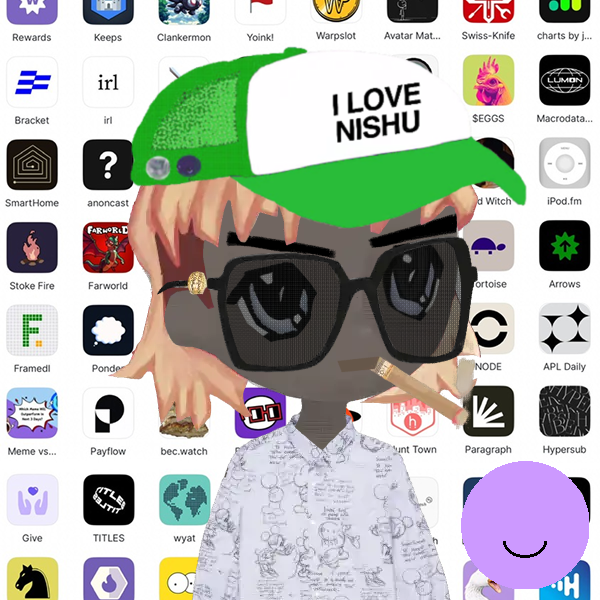 Rewards
Keeps
Clankermon
Yoink!
Warpslot
Avatar Mat...
Swiss-Knife
charts by j...
I LOVE
NISHU
irl
LUMON
Bracket
irl
$EGGS
Macrodata...
?
SmartHome
anoncast
d Witch
iPod.fm
FARWORLD
Stoke Fire
Farworld
ortoise
Arrows
F.
Framedl
Ponde
NODE
APL Daily
h
Meme vs...
Payflow
bec.watch
unt Town
Paragraph
Hypersub
TITLES
Give
TITLES
wyat